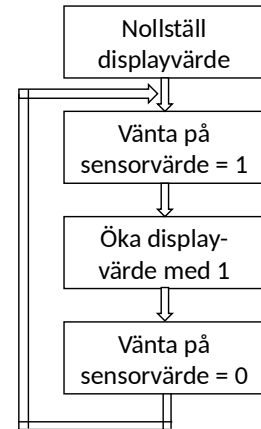 Nollställ
displayvärde
Vänta på
sensorvärde = 1
Öka display-
värde med 1
Vänta på
sensorvärde = 0